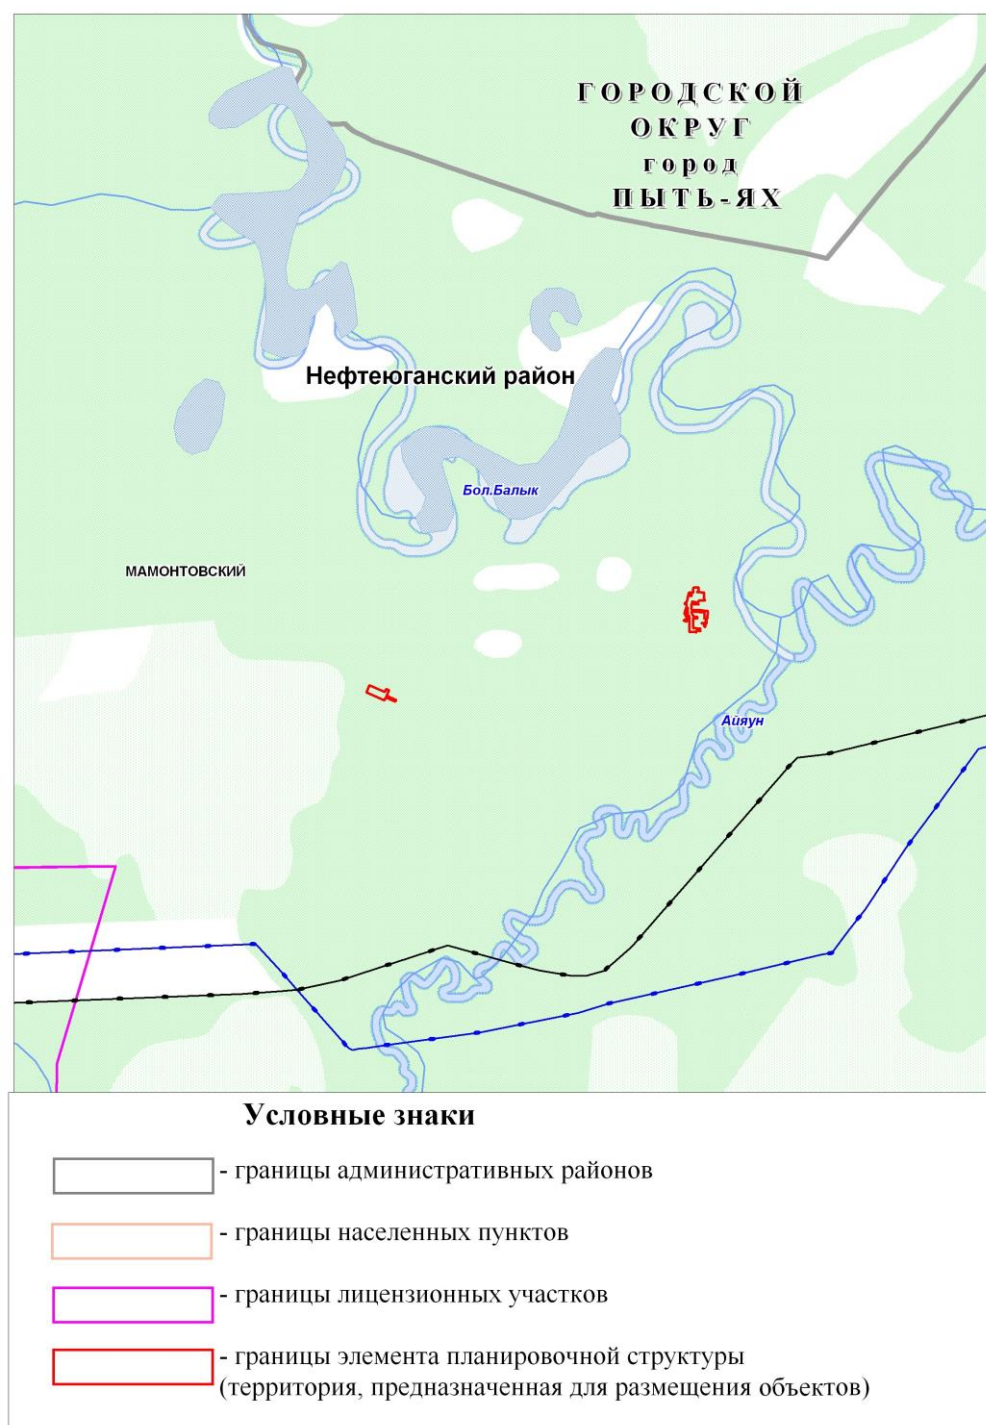 ГОРОДСКОЙ
ОКРУГ
город
ПЫТЬ-ЯХ
Нефтеюганский район
Бол.Балык
МАМОНТОВСКИЙ
Айяун
Условные знаки
- границы административных районов
- границы населенных пунктов
- границы лицензионных участков
- границы элемента планировочной структуры
(территория, предназначенная для размещения объектов)